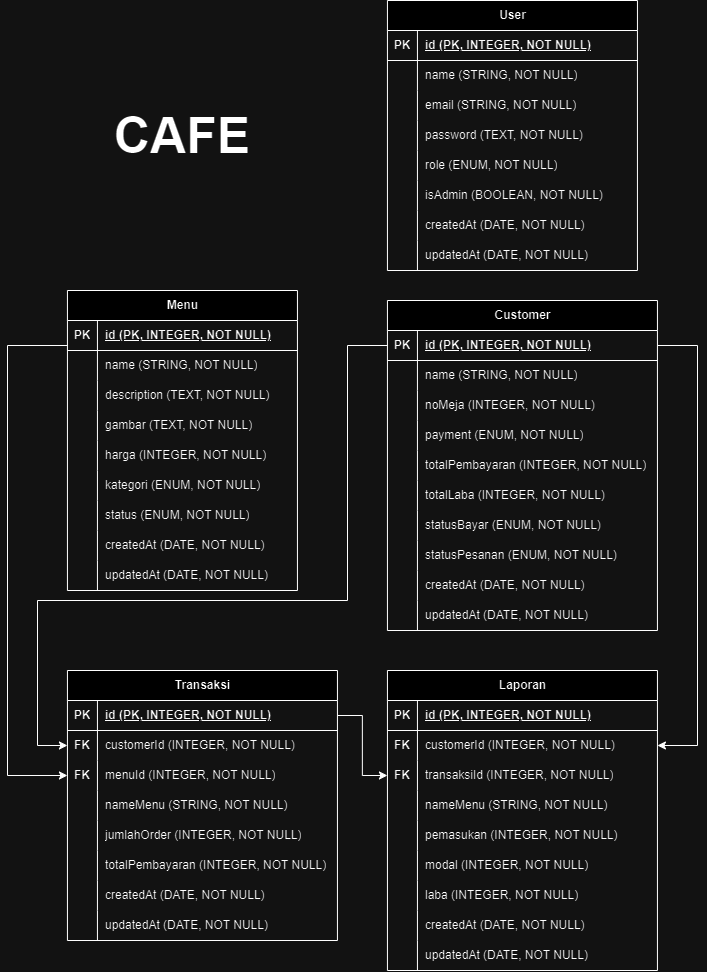 CAFE
User
PK id (PK, INTEGER, NOT NULL)
name (STRING, NOT NULL)
email (STRING, NOT NULL)
password (TEXT, NOT NULL)
role (ENUM, NOT NULL)
isAdmin (BOOLEAN, NOT NULL)
createdAt (DATE, NOT NULL)
updatedAt (DATE, NOT NULL)
Menu
PK id (PK, INTEGER, NOT NULL)
name (STRING, NOT NULL)
description (TEXT, NOT NULL)
gambar (TEXT, NOT NULL)
harga (INTEGER, NOT NULL)
kategori (ENUM, NOT NULL)
status (ENUM, NOT NULL)
createdAt (DATE, NOT NULL)
updatedAt (DATE, NOT NULL)
Customer
PK id (PK, INTEGER, NOT NULL)
name (STRING, NOT NULL)
noMeja (INTEGER, NOT NULL)
payment (ENUM, NOT NULL)
totalPembayaran (INTEGER, NOT NULL)
totalLaba (INTEGER, NOT NULL)
statusBayar (ENUM, NOT NULL)
statusPesanan (ENUM, NOT NULL)
createdAt (DATE, NOT NULL)
updatedAt (DATE, NOT NULL)
Transaksi
PK id (PK, INTEGER, NOT NULL)
FK customerId (INTEGER, NOT NULL)
FK menuId (INTEGER, NOT NULL)
nameMenu (STRING, NOT NULL)
jumlahOrder (INTEGER, NOT NULL)
totalPembayaran (INTEGER, NOT NULL)
createdAt (DATE, NOT NULL)
updatedAt (DATE, NOT NULL)
Laporan
PK id (PK, INTEGER, NOT NULL)
FK customerId (INTEGER, NOT NULL)
FK transaksiId (INTEGER, NOT NULL)
nameMenu (STRING, NOT NULL)
pemasukan (INTEGER, NOT NULL)
modal (INTEGER, NOT NULL)
laba (INTEGER, NOT NULL)
createdAt (DATE, NOT NULL)
updatedAt (DATE, NOT NULL)